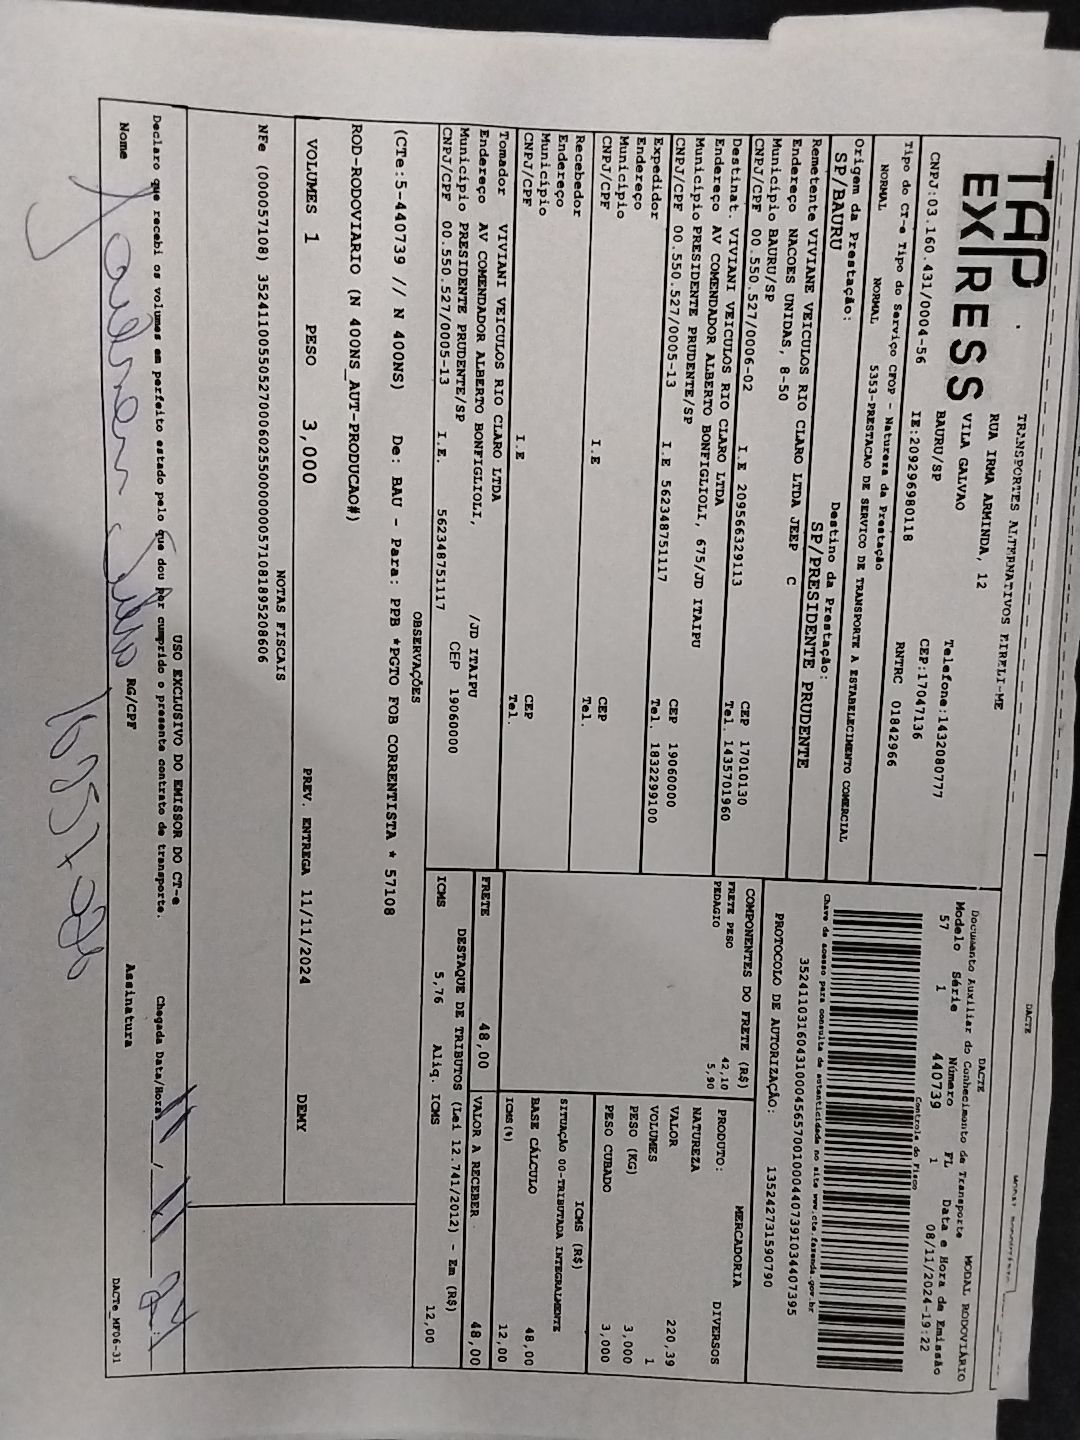 DACTE
TAP EXPRESS
TRANSPORTES ALTERNATIVOS EIRELI-ME
RUA IRMA ARMINDA, 12
VILA GALVAO
BAURU/SP
Telefone:1432080777
CEP:17047136
CNPJ:03.160.431/0004-56
IE:209296980118
RNTRC 01842966
DACTE
MODAL RODOVIÁRIO
Documento Auxiliar do Conhecimento de Transporte
Modelo Série Número FL Data e Hora da Emissão
57 1 440739 1 08/11/2024-19:22
Controle do Fisco
Chave de acesso para consulta de autenticidade no site www.cte.fazenda.gov.br
35241103160431000456570010004407391034407395
PROTOCOLO DE AUTORIZAÇÃO: 135242731590790
Tipo do CT-e Tipo do Serviço CFOP - Natureza da Prestação
NORMAL NORMAL 5353-PRESTACAO DE SERVICO DE TRANSPORTE A ESTABELECIMENTO COMERCIAL
Origem da Prestação: Destino da Prestação:
SP/BAURU SP/PRESIDENTE PRUDENTE
Remetente VIVIANE VEICULOS RIO CLARO LTDA JEEP C
Endereço NACOES UNIDAS, 8-50
Município BAURU/SP CEP 17010130
CNPJ/CPF 00.550.527/0006-02 I.E 209566329113 Tel. 1435701960
Destinat. VIVIANI VEICULOS RIO CLARO LTDA
Endereço AV COMENDADOR ALBERTO BONFIGLIOLI, 675/JD ITAIPU
Município PRESIDENTE PRUDENTE/SP CEP 19060000
CNPJ/CPF 00.550.527/0005-13 I.E 562348751117 Tel. 1832299100
Expedidor
Endereço
Município CEP
CNPJ/CPF I.E Tel.
Recebedor
Endereço
Município CEP
CNPJ/CPF I.E Tel.
Tomador VIVIANI VEICULOS RIO CLARO LTDA
Endereço AV COMENDADOR ALBERTO BONFIGLIOLI, /JD ITAIPU
Município PRESIDENTE PRUDENTE/SP CEP 19060000
CNPJ/CPF 00.550.527/0005-13 I.E. 562348751117
COMPONENTES DO FRETE (R$)
FRETE PESO 42,10
PEDAGIO 5,90
MERCADORIA
PRODUTO: DIVERSOS
NATUREZA
VALOR 220,39
VOLUMES 1
PESO (KG) 3,000
PESO CUBADO 3,000
ICMS (R$)
SITUAÇÃO 00-TRIBUTADA INTEGRALMENTE
BASE CÁLCULO 48,00
ICMS(%) 12,00
FRETE 48,00 VALOR A RECEBER 48,00
DESTAQUE DE TRIBUTOS (Lei 12.741/2012) - Em (R$)
ICMS 5,76 Aliq. ICMS 12,00
OBSERVAÇÕES
(CTe:5-440739 // N 400NS) De: BAU - Para: PPB *PGTO FOB CORRENTISTA * 57108
ROD-RODOVIARIO (N 400NS_AUT-PRODUCAO#)
VOLUMES 1 PESO 3,000 PREV. ENTREGA 11/11/2024 DEMY
NOTAS FISCAIS
NFe (000057108) 35241100550527000602550000000571081895208606
USO EXCLUSIVO DO EMISSOR DO CT-e
Declaro que recebi os volumes em perfeito estado pelo que dou por cumprido o presente contrato de transporte. Chegada Data/Hora 11 / 11 24
Nome RG/CPF Assinatura
DACTe_MF06-31